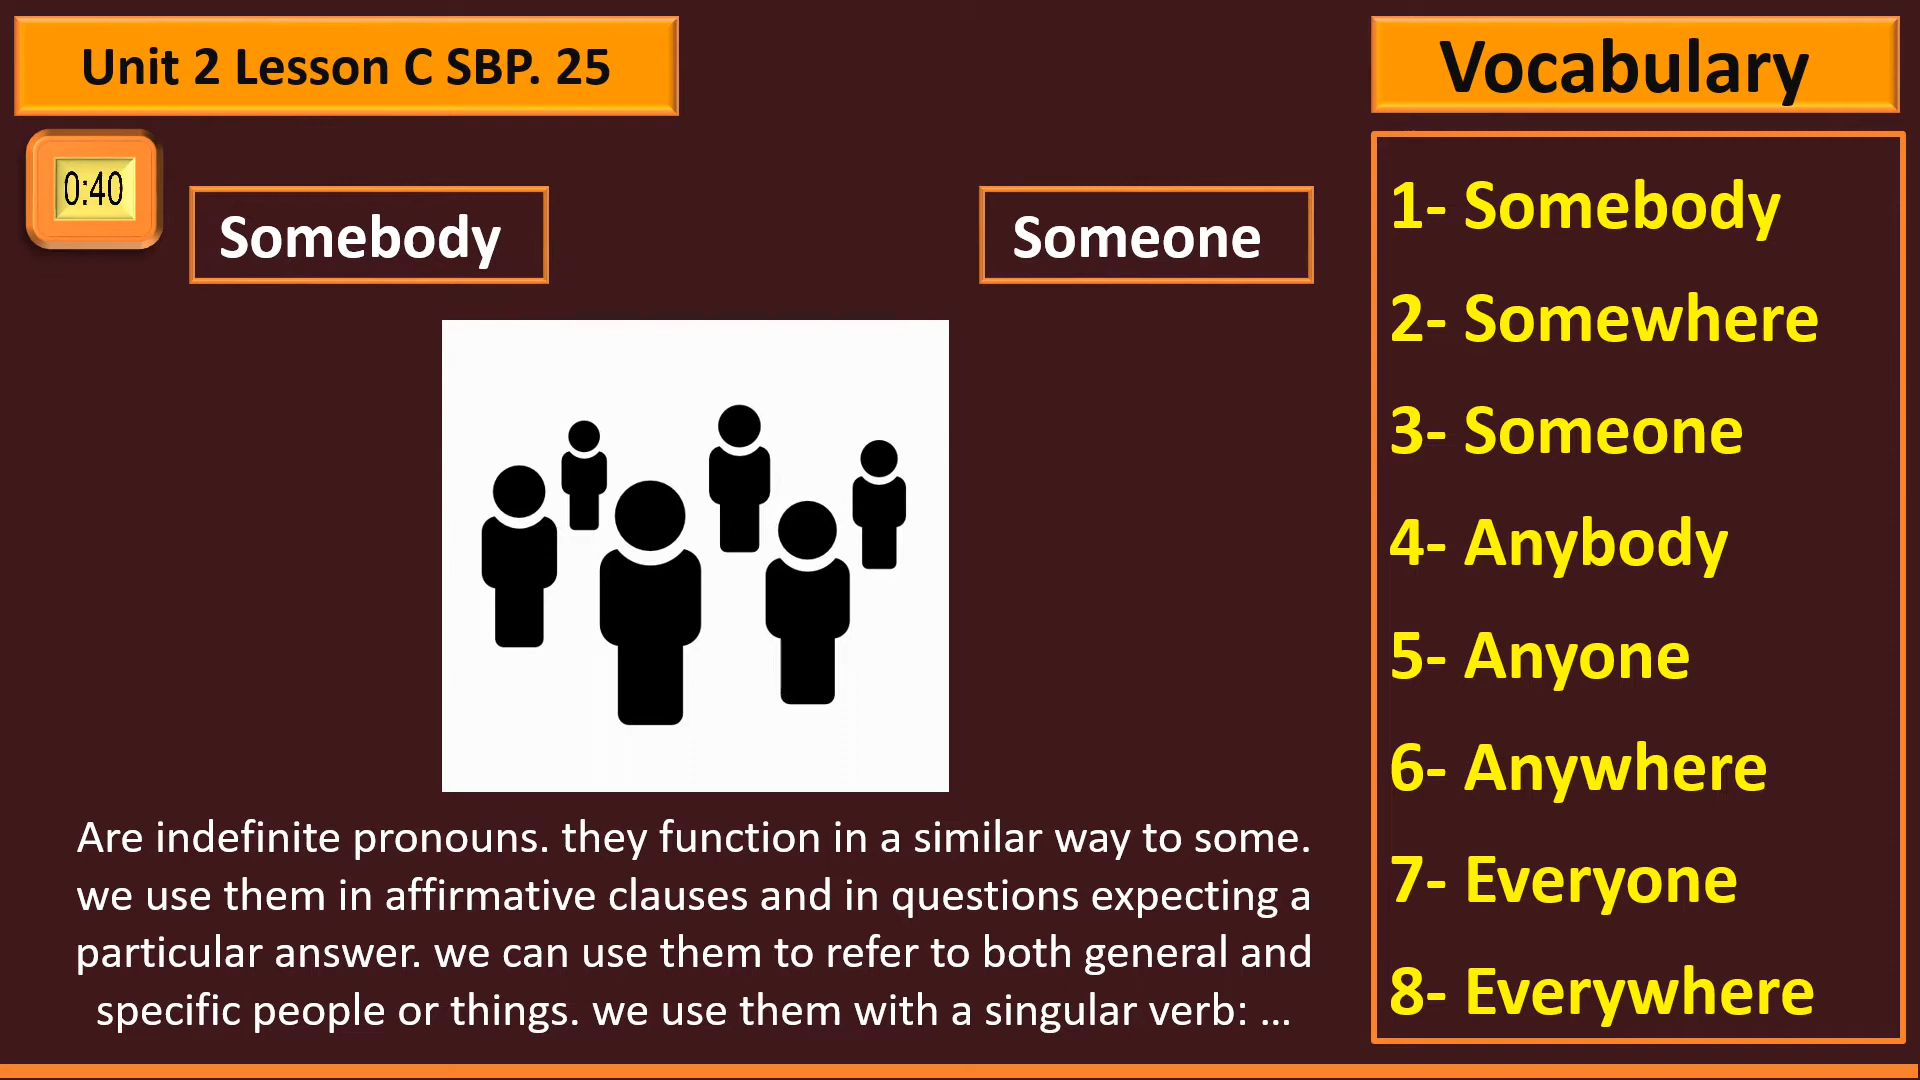 Unit 2 Lesson C SBP. 25
Vocabulary
0:40
Somebody
Someone
Are indefinite pronouns. they function in a similar way to some.
we use them in affirmative clauses and in questions expecting a
particular answer. we can use them to refer to both general and
specific people or things. we use them with a singular verb: ...
1- Somebody
2- Somewhere
3- Someone
4- Anybody
5- Anyone
6- Anywhere
7- Everyone
8- Everywhere